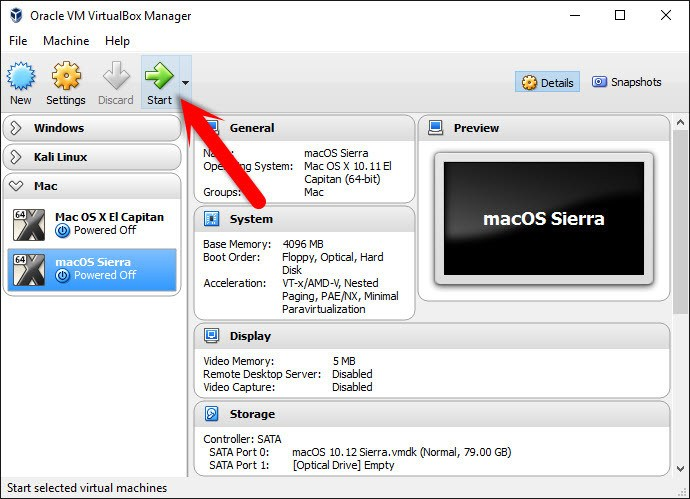 Oracle VM VirtualBox Manager
File Machine Help
New Settings Discard Start
Details Snapshots
Windows
Kali Linux
Mac
64
Mac OS X El Capitan
Powered Off
64
macOS Sierra
Powered Off
General
macOS Sierra
System: Mac OS X 10.11 El
Capitan (64-bit)
Groups: Mac
Preview
macOS Sierra
System
Base Memory: 4096 MB
Boot Order: Floppy, Optical, Hard
Disk
Acceleration: VT-x/AMD-V, Nested
Paging, PAE/NX, Minimal
Paravirtualization
Display
Video Memory: 5 MB
Remote Desktop Server: Disabled
Video Capture: Disabled
Storage
Controller: SATA
SATA Port 0: macOS 10.12 Sierra.vmdk (Normal, 79.00 GB)
SATA Port 1: [Optical Drive] Empty
Start selected virtual machines